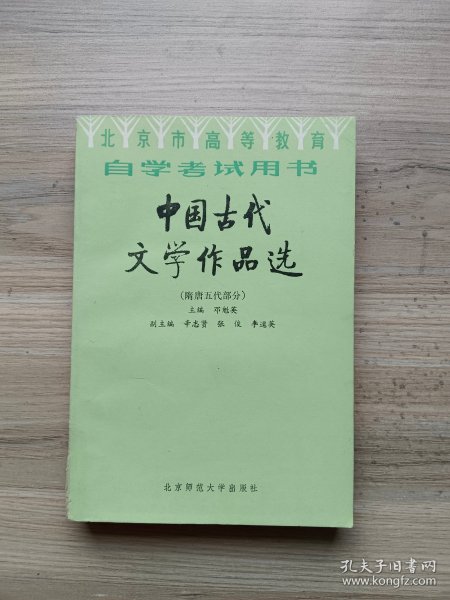 北京市高等教育
自学考试用书
中国古代
文学作品选
(隋唐五代部分)
主编 邓魁英
副主编 辛志贤 张俊 李道英
北京师范大学出版社
孔夫子旧书网
www.kongfz.com